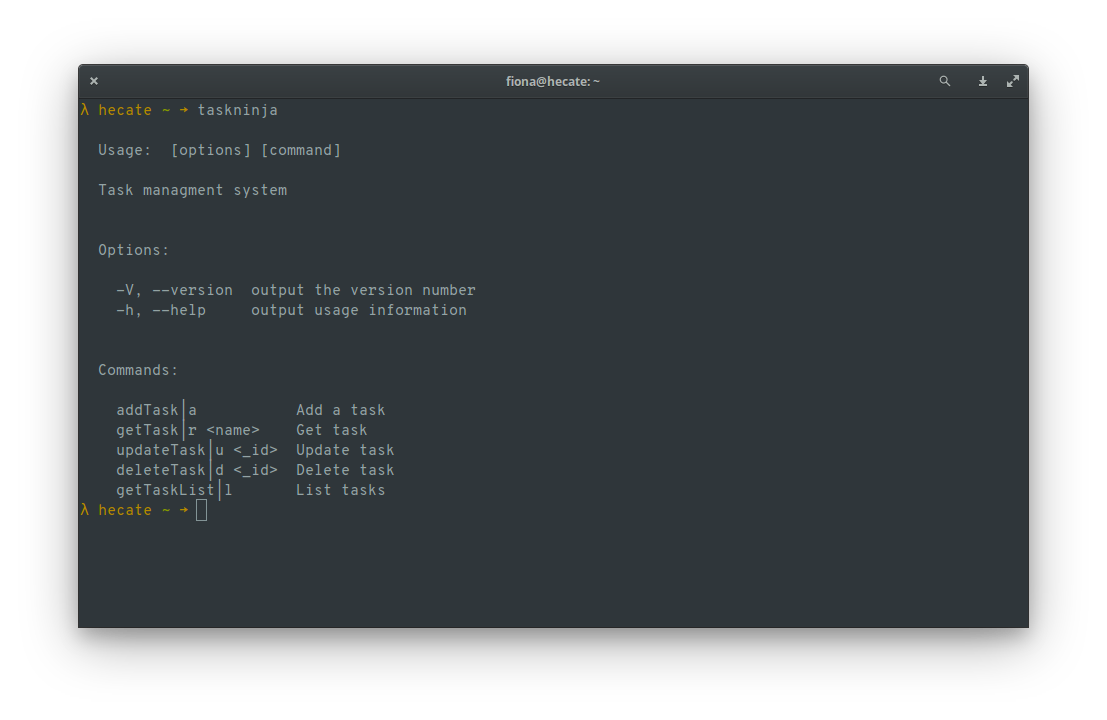 fiona@hecate: ~
λ hecate ~ → taskninja
Usage:  [options] [command]
Task managment system
Options:
-V, --version  output the version number
-h, --help     output usage information
Commands:
addTask|a           Add a task
getTask|r <name>    Get task
updateTask|u <_id>  Update task
deleteTask|d <_id>  Delete task
getTaskList|l       List tasks
λ hecate ~ →